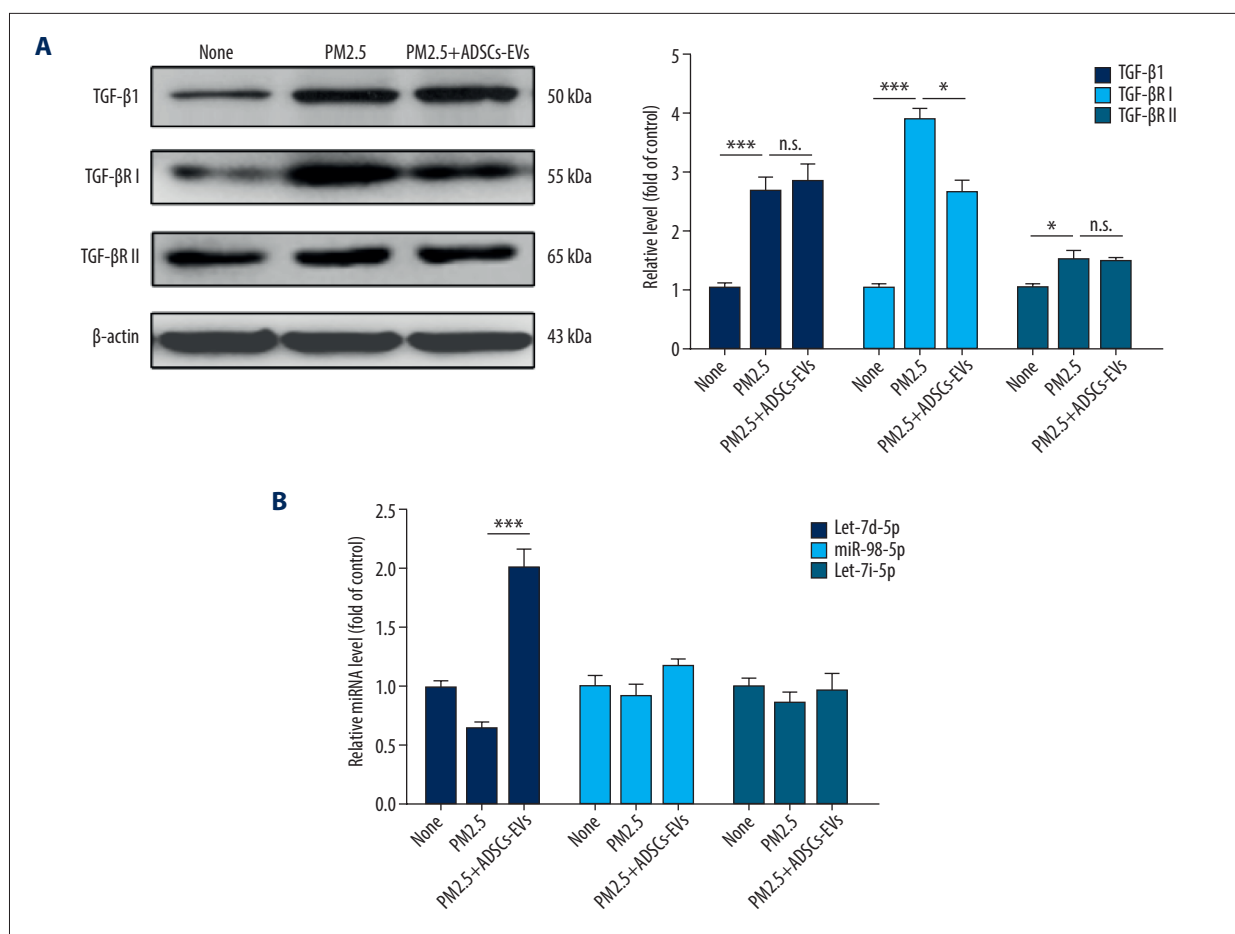 A
None PM2.5 PM2.5+ADSCs-EVs
TGF-β1 50 kDa
TGF-βR I 55 kDa
TGF-βR II 65 kDa
β-actin 43 kDa
Relative level (fold of control)
5
4
3
2
1
0
*** n.s.
*** *
* n.s.
TGF-β1
TGF-βR I
TGF-βR II
None PM2.5 PM2.5+ADSCs-EVs None PM2.5 PM2.5+ADSCs-EVs None PM2.5 PM2.5+ADSCs-EVs
B
Relative miRNA level (fold of control)
2.5
2.0
1.5
1.0
0.5
0.0
***
Let-7d-5p
miR-98-5p
Let-7i-5p
None PM2.5 PM2.5+ADSCs-EVs None PM2.5 PM2.5+ADSCs-EVs None PM2.5 PM2.5+ADSCs-EVs